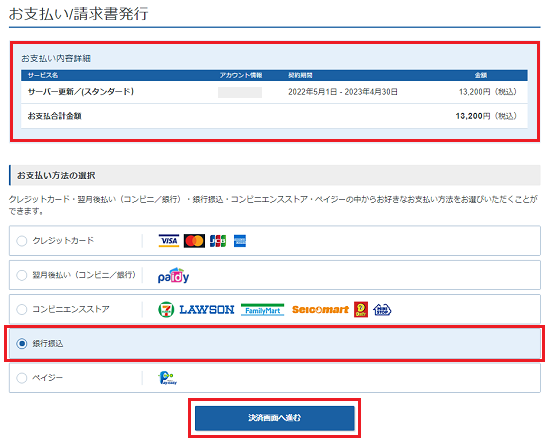 お支払い/請求書発行
お支払い内容詳細
サービス名 アカウント情報 契約期間 金額
サーバー更新／(スタンダード) 2022年5月1日 - 2023年4月30日 13,200円（税込）
お支払合計金額 13,200円（税込）
お支払い方法の選択
クレジットカード・翌月後払い（コンビニ／銀行）・銀行振込・コンビニエンスストア・ペイジーの中からお好きなお支払い方法をお選びいただくことが
できます。
クレジットカード VISA MasterCard JCB
翌月後払い（コンビニ／銀行） paidy
コンビニエンスストア 7 LAWSON FamilyMart Seicomart
銀行振込
ペイジー Pay-easy
決済画面へ進む